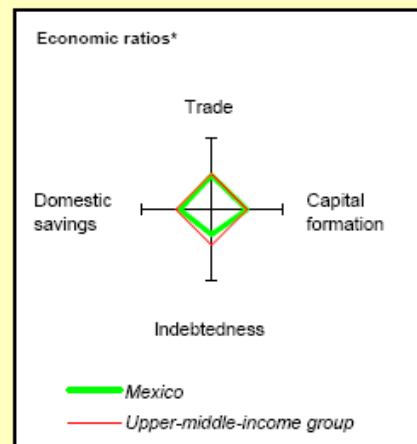 Economic ratios*
Trade
Domestic
savings
Capital
formation
Indebtedness
Mexico
Upper-middle-income group